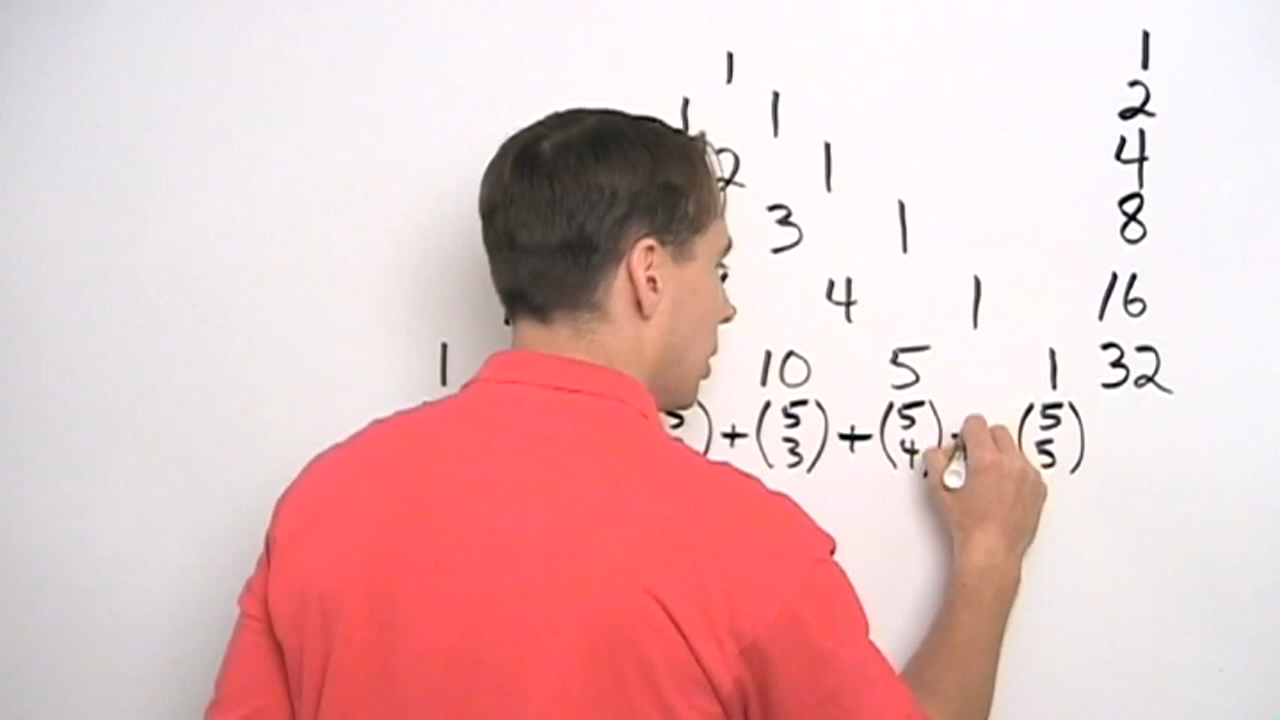 1 1
1 1 2
2 1 4
3 1 8
4 1 16
1 10 5 1 32
5) + (5 3) + (5 4) (5 5)